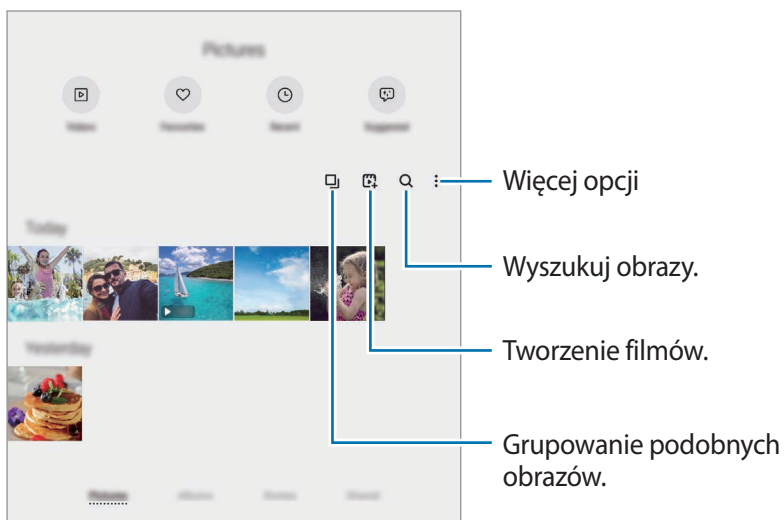 Pictures
Videos
Favourites
Recent
Suggested
Więcej opcji
Today
Wyszukuj obrazy.
Tworzenie filmów.
Yesterday
Grupowanie podobnych
obrazów.
Pictures
Albums
Stories
Shared